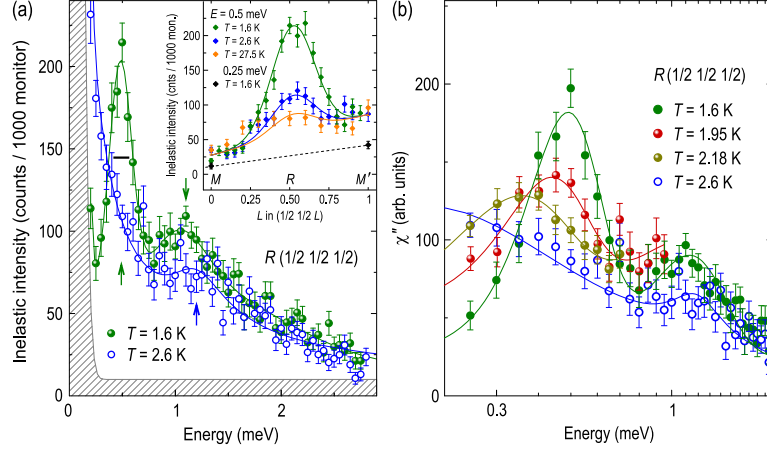 (a)
Inelastic intensity (counts / 1000 monitor)
200
150
100
50
0
0
1
2
Energy (meV)
R (1/2 1/2 1/2)
T = 1.6 K
T = 2.6 K
Inelastic intensity (cnts / 1000 mon.)
250
200
150
100
50
0
E = 0.5 meV
T = 1.6 K
T = 2.6 K
T = 27.5 K
0.25 meV
T = 1.6 K
M
R
M′
0
0.25
0.50
0.75
1
L in (1/2 1/2 L)
(b)
χ″ (arb. units)
200
100
0
R (1/2 1/2 1/2)
T = 1.6 K
T = 1.95 K
T = 2.18 K
T = 2.6 K
0.3
1
Energy (meV)